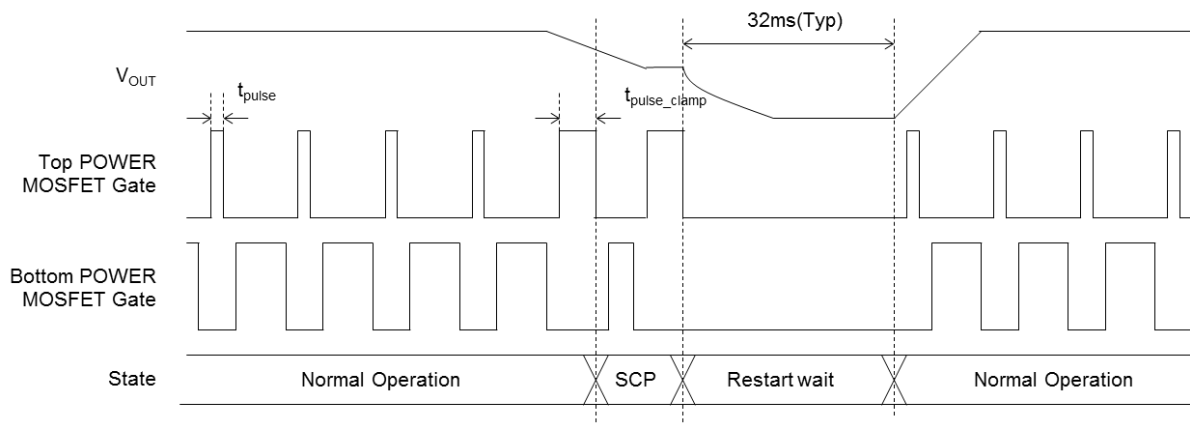 32ms(Typ)
VOUT
tpulse
tpulse_clamp
Top POWER
MOSFET Gate
Bottom POWER
MOSFET Gate
State
Normal Operation
SCP
Restart wait
Normal Operation